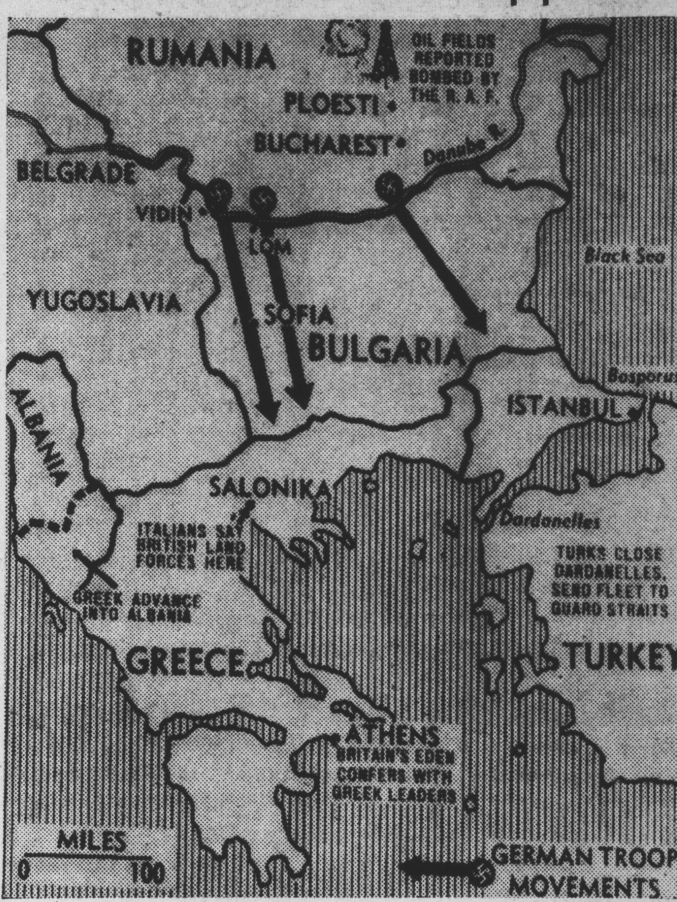 RUMANIA
OIL FIELDS
REPORTED
BOMBED BY
THE R. A. F.
PLOESTI
BUCHAREST
Danube R.
BELGRADE
VIDIN
LOM
Black Sea
YUGOSLAVIA
SOFIA
BULGARIA
Bosporus
ISTANBUL
ALBANIA
SALONIKA
Dardanelles
ITALIANS SAY
BRITISH LAND
FORCES HERE
TURKS CLOSE
DARDANELLES,
SEND FLEET TO
GUARD STRAITS
GREEK ADVANCE
INTO ALBANIA
GREECE
TURKEY
ATHENS
BRITAIN'S EDEN
CONFERS WITH
GREEK LEADERS
MILES
0 100
GERMAN TROOP
MOVEMENTS